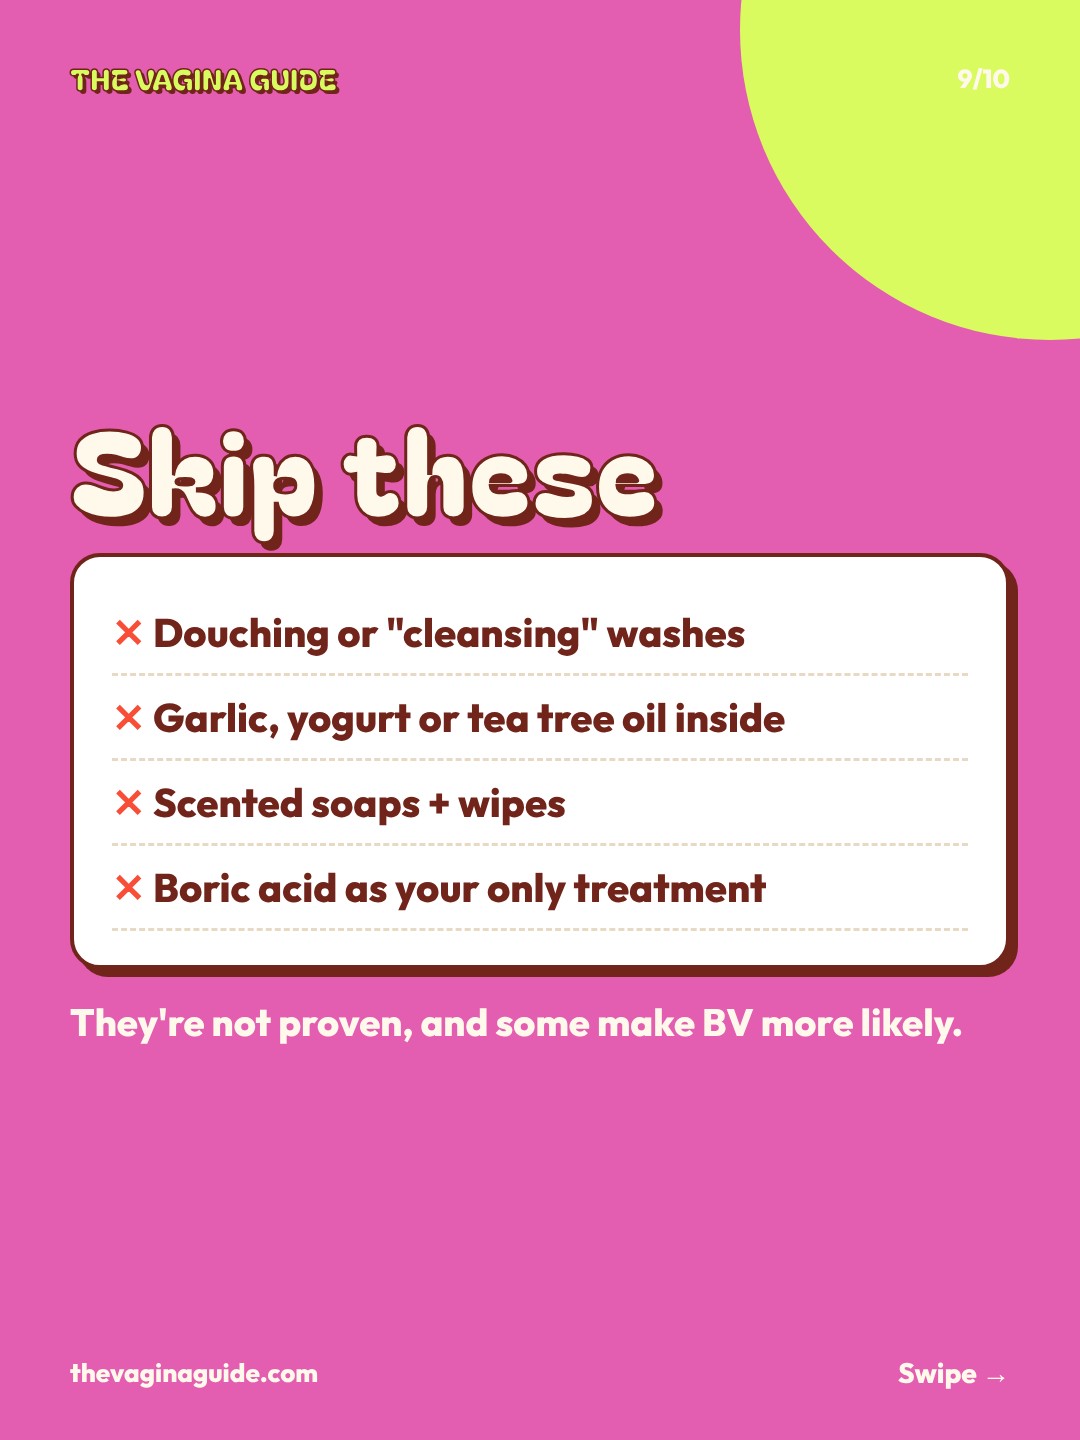 THE VAGINA GUIDE
9/10
Skip these
✕ Douching or "cleansing" washes
✕ Garlic, yogurt or tea tree oil inside
✕ Scented soaps + wipes
✕ Boric acid as your only treatment
They're not proven, and some make BV more likely.
thevaginaguide.com
Swipe →